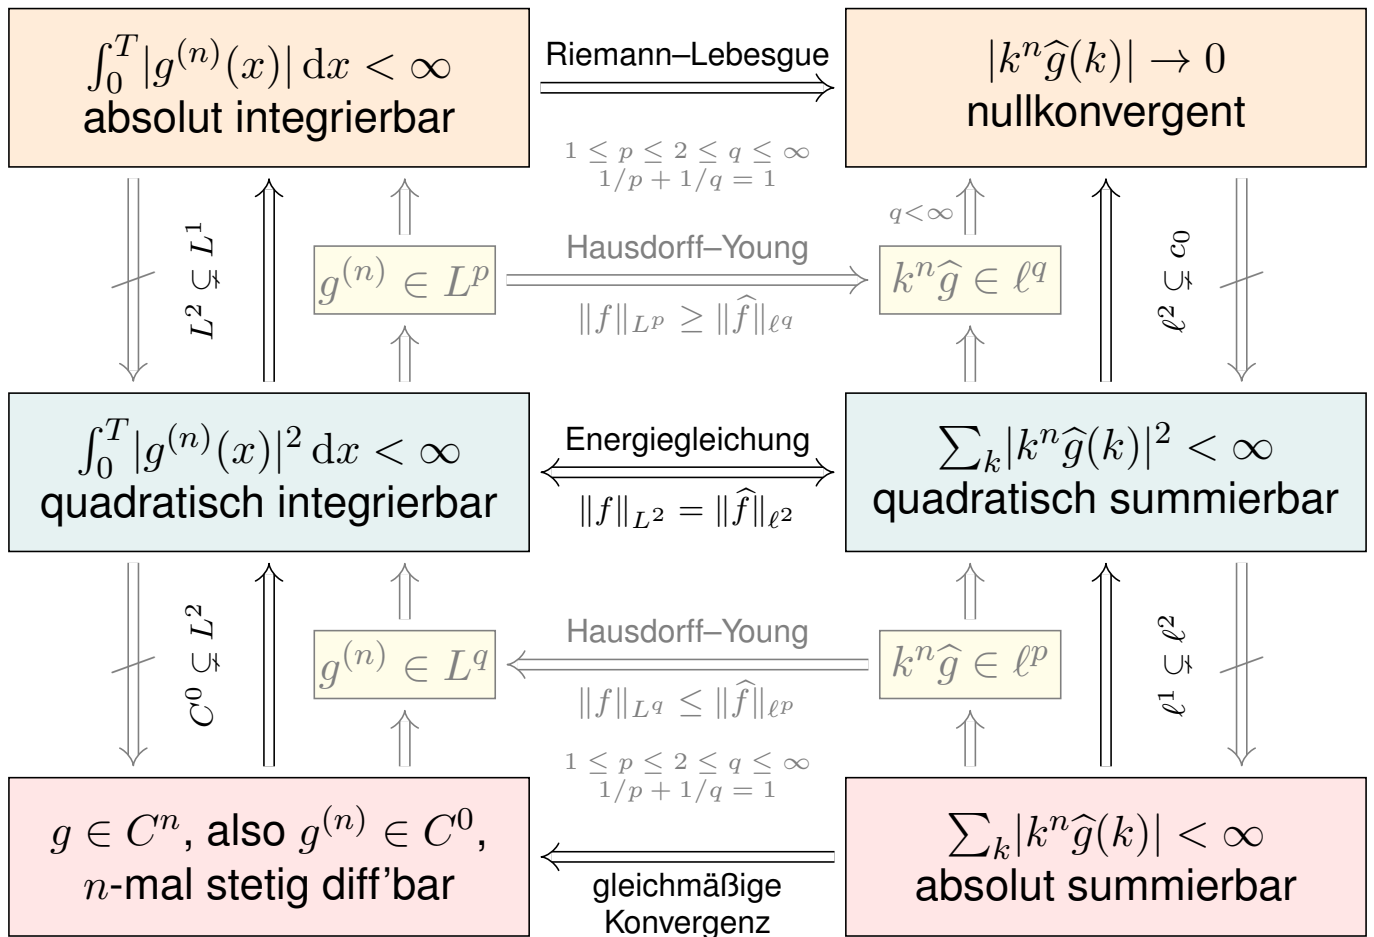 ∫₀ᵀ|g⁽ⁿ⁾(x)| dx < ∞
absolut integrierbar
Riemann–Lebesgue
|kⁿĝ(k)| → 0
nullkonvergent
1 ≤ p ≤ 2 ≤ q ≤ ∞
1/p + 1/q = 1
L² ⊊ L¹
g⁽ⁿ⁾ ∈ Lᵖ
Hausdorff–Young
‖f‖_{Lᵖ} ≥ ‖f̂‖_{ℓ^q}
q<∞
kⁿĝ ∈ ℓ^q
ℓ² ⊊ c₀
∫₀ᵀ|g⁽ⁿ⁾(x)|² dx < ∞
quadratisch integrierbar
Energiegleichung
‖f‖_{L²} = ‖f̂‖_{ℓ²}
∑ₖ|kⁿĝ(k)|² < ∞
quadratisch summierbar
C⁰ ⊊ L²
g⁽ⁿ⁾ ∈ L^q
Hausdorff–Young
‖f‖_{L^q} ≤ ‖f̂‖_{ℓᵖ}
kⁿĝ ∈ ℓᵖ
ℓ¹ ⊊ ℓ²
1 ≤ p ≤ 2 ≤ q ≤ ∞
1/p + 1/q = 1
g ∈ Cⁿ, also g⁽ⁿ⁾ ∈ C⁰,
n-mal stetig diff'bar
gleichmäßige
Konvergenz
∑ₖ|kⁿĝ(k)| < ∞
absolut summierbar